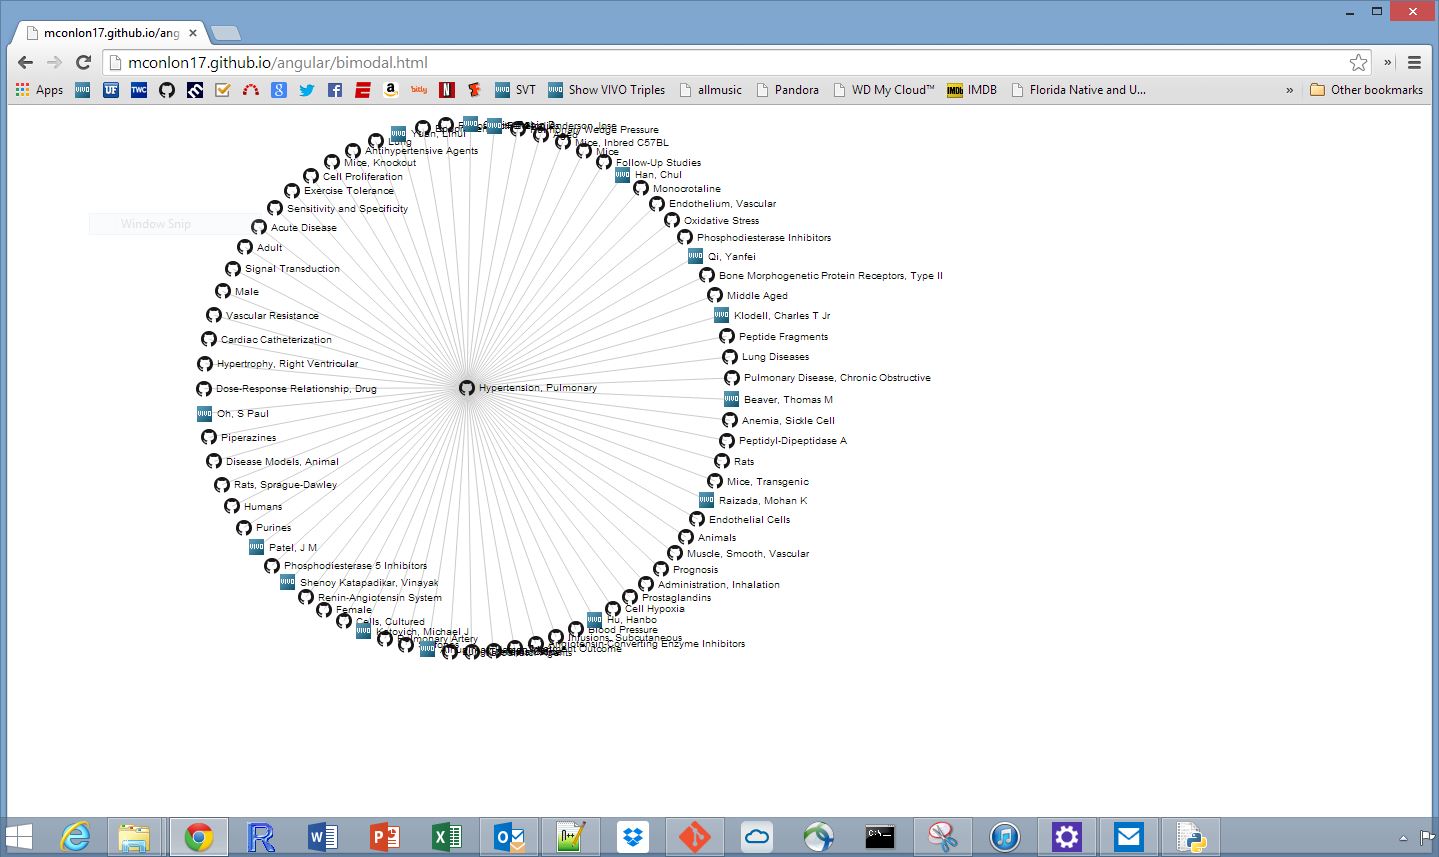 mconlon17.github.io/ang
mconlon17.github.io/angular/bimodal.html
Apps
SVT
Show VIVO Triples
allmusic
Pandora
WD My Cloud™
IMDB
Florida Native and U...
Other bookmarks
Window Snip
Yuan, Lihui
Lung
Antihypertensive Agents
Mice, Knockout
Cell Proliferation
Exercise Tolerance
Sensitivity and Specificity
Acute Disease
Adult
Signal Transduction
Male
Vascular Resistance
Cardiac Catheterization
Hypertrophy, Right Ventricular
Dose-Response Relationship, Drug
Oh, S Paul
Piperazines
Disease Models, Animal
Rats, Sprague-Dawley
Humans
Purines
Patel, J M
Phosphodiesterase 5 Inhibitors
Shenoy Katapadikar, Vinayak
Renin-Angiotensin System
Female
Cells, Cultured
Katovich, Michael J
Pulmonary Artery
Hypertension, Pulmonary
Pulmonary Wedge Pressure
Aged
Mice, Inbred C57BL
Mice
Follow-Up Studies
Han, Chul
Monocrotaline
Endothelium, Vascular
Oxidative Stress
Phosphodiesterase Inhibitors
Qi, Yanfei
Bone Morphogenetic Protein Receptors, Type II
Middle Aged
Klodell, Charles T Jr
Peptide Fragments
Lung Diseases
Pulmonary Disease, Chronic Obstructive
Beaver, Thomas M
Anemia, Sickle Cell
Peptidyl-Dipeptidase A
Rats
Mice, Transgenic
Raizada, Mohan K
Endothelial Cells
Animals
Muscle, Smooth, Vascular
Prognosis
Administration, Inhalation
Prostaglandins
Cell Hypoxia
Hu, Hanbo
Blood Pressure
Infusions, Subcutaneous
Angiotensin-Converting Enzyme Inhibitors
Outcome